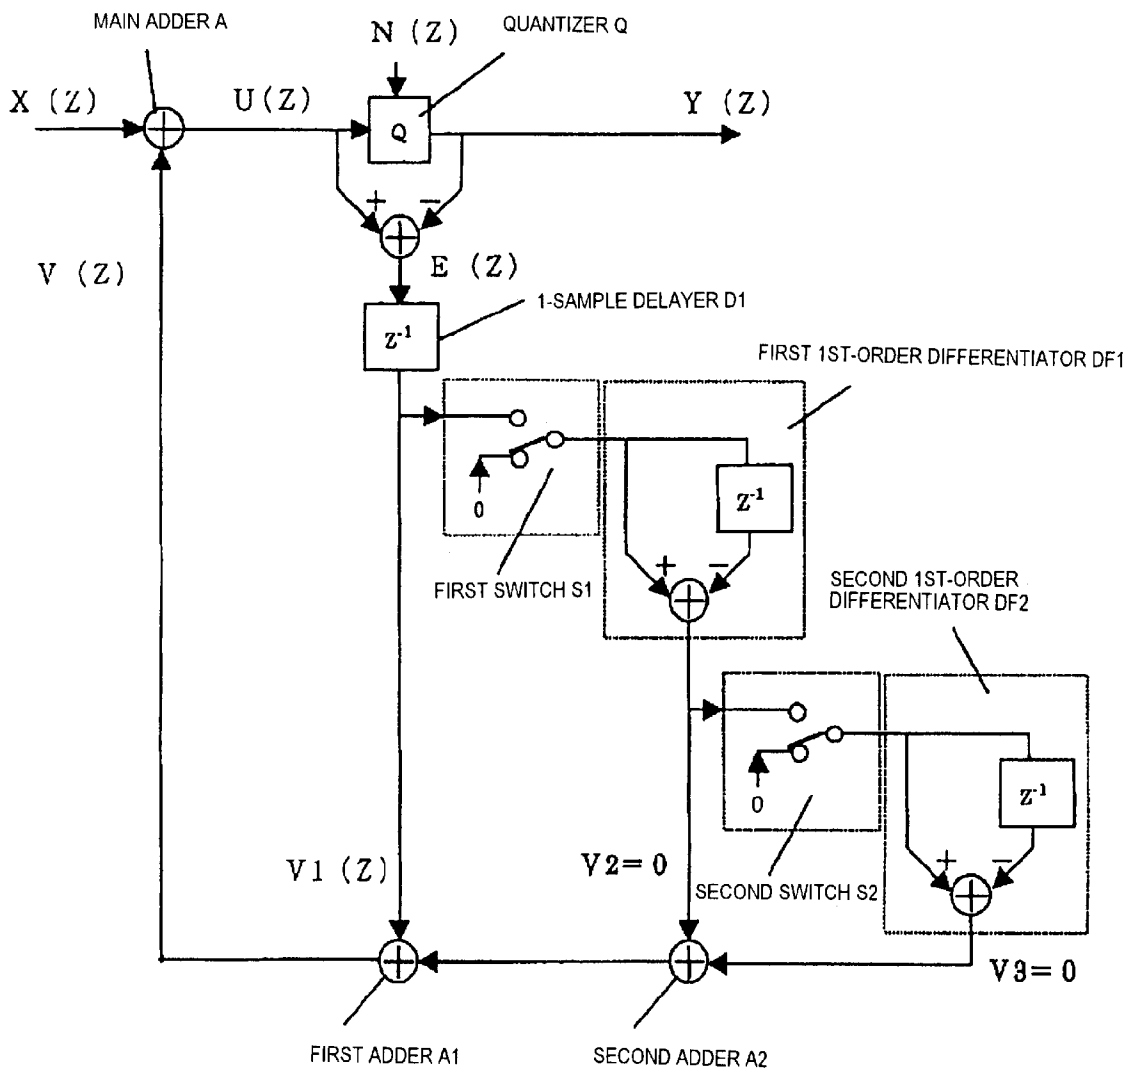 MAIN ADDER A
N (Z)
QUANTIZER Q
X (Z)
U(Z)
Y (Z)
Q
+
−
V (Z)
E (Z)
1-SAMPLE DELAYER D1
Z-1
FIRST 1ST-ORDER DIFFERENTIATOR DF1
0
Z-1
FIRST SWITCH S1
+
−
SECOND 1ST-ORDER
DIFFERENTIATOR DF2
0
Z-1
V1 (Z)
V2=0
SECOND SWITCH S2
+
−
V3=0
FIRST ADDER A1
SECOND ADDER A2